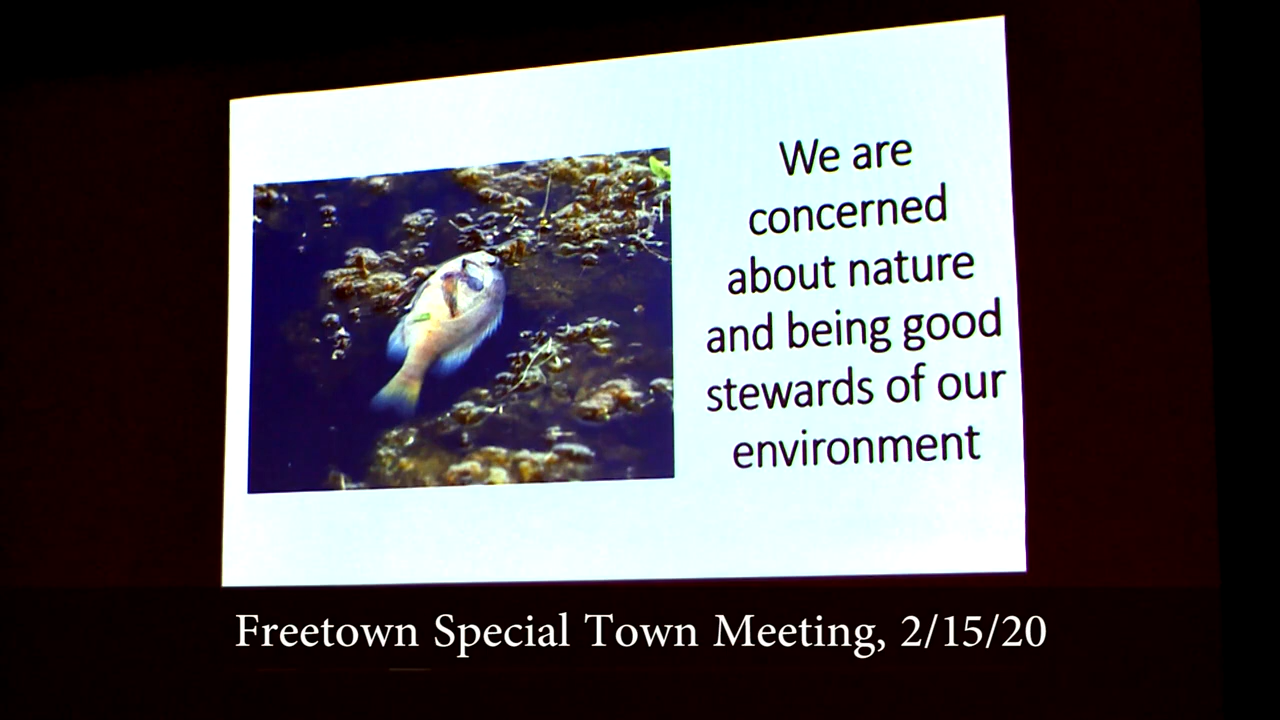 We are
concerned
about nature
and being good
stewards of our
environment
Freetown Special Town Meeting, 2/15/20